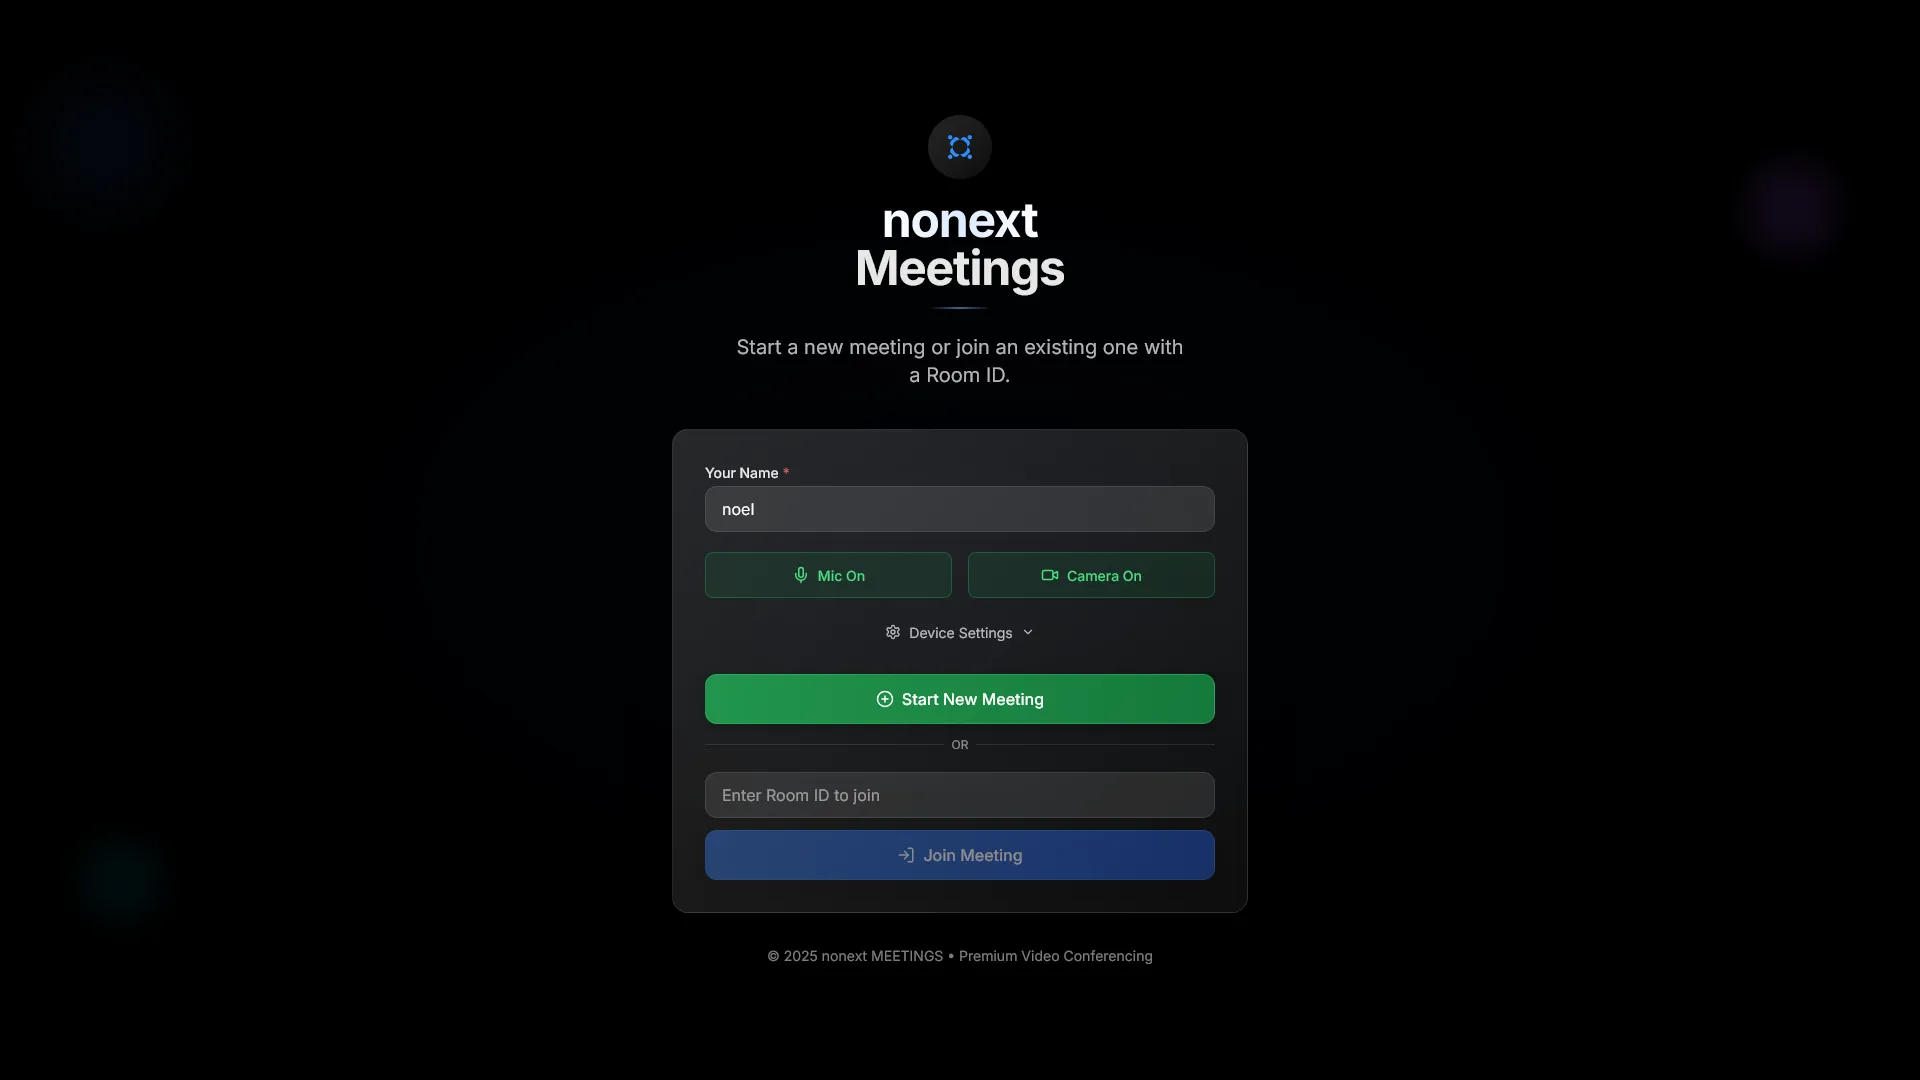 nonext
Meetings
Start a new meeting or join an existing one with
a Room ID.
Your Name *
noel
Mic On
Camera On
Device Settings
Start New Meeting
OR
Enter Room ID to join
Join Meeting
© 2025 nonext MEETINGS • Premium Video Conferencing